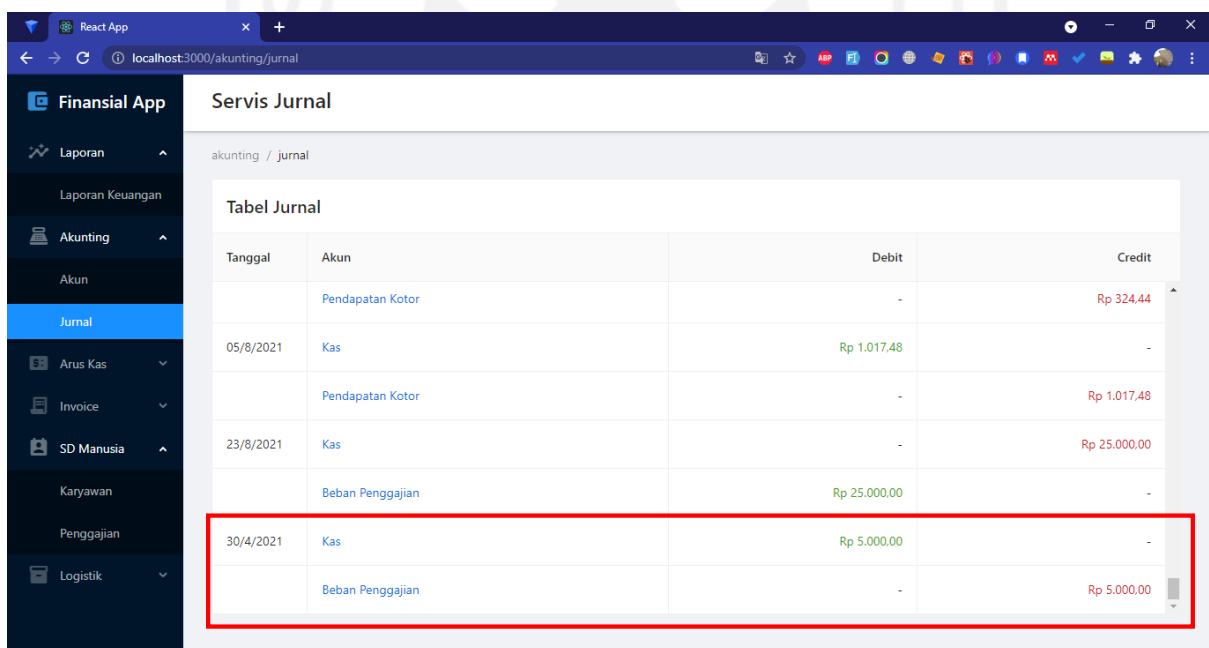 React App
localhost:3000/akunting/jurnal
ABP
Finansial App
Servis Jurnal
Laporan
akunting / jurnal
Laporan Keuangan
Tabel Jurnal
Akunting
Tanggal Akun Debit Credit
Akun
Pendapatan Kotor - Rp 324,44
Jurnal
05/8/2021 Kas Rp 1.017,48 -
Arus Kas
Pendapatan Kotor - Rp 1.017,48
Invoice
23/8/2021 Kas - Rp 25.000,00
SD Manusia
Karyawan
Beban Penggajian Rp 25.000,00 -
Penggajian
30/4/2021 Kas Rp 5.000,00 -
Logistik
Beban Penggajian - Rp 5.000,00